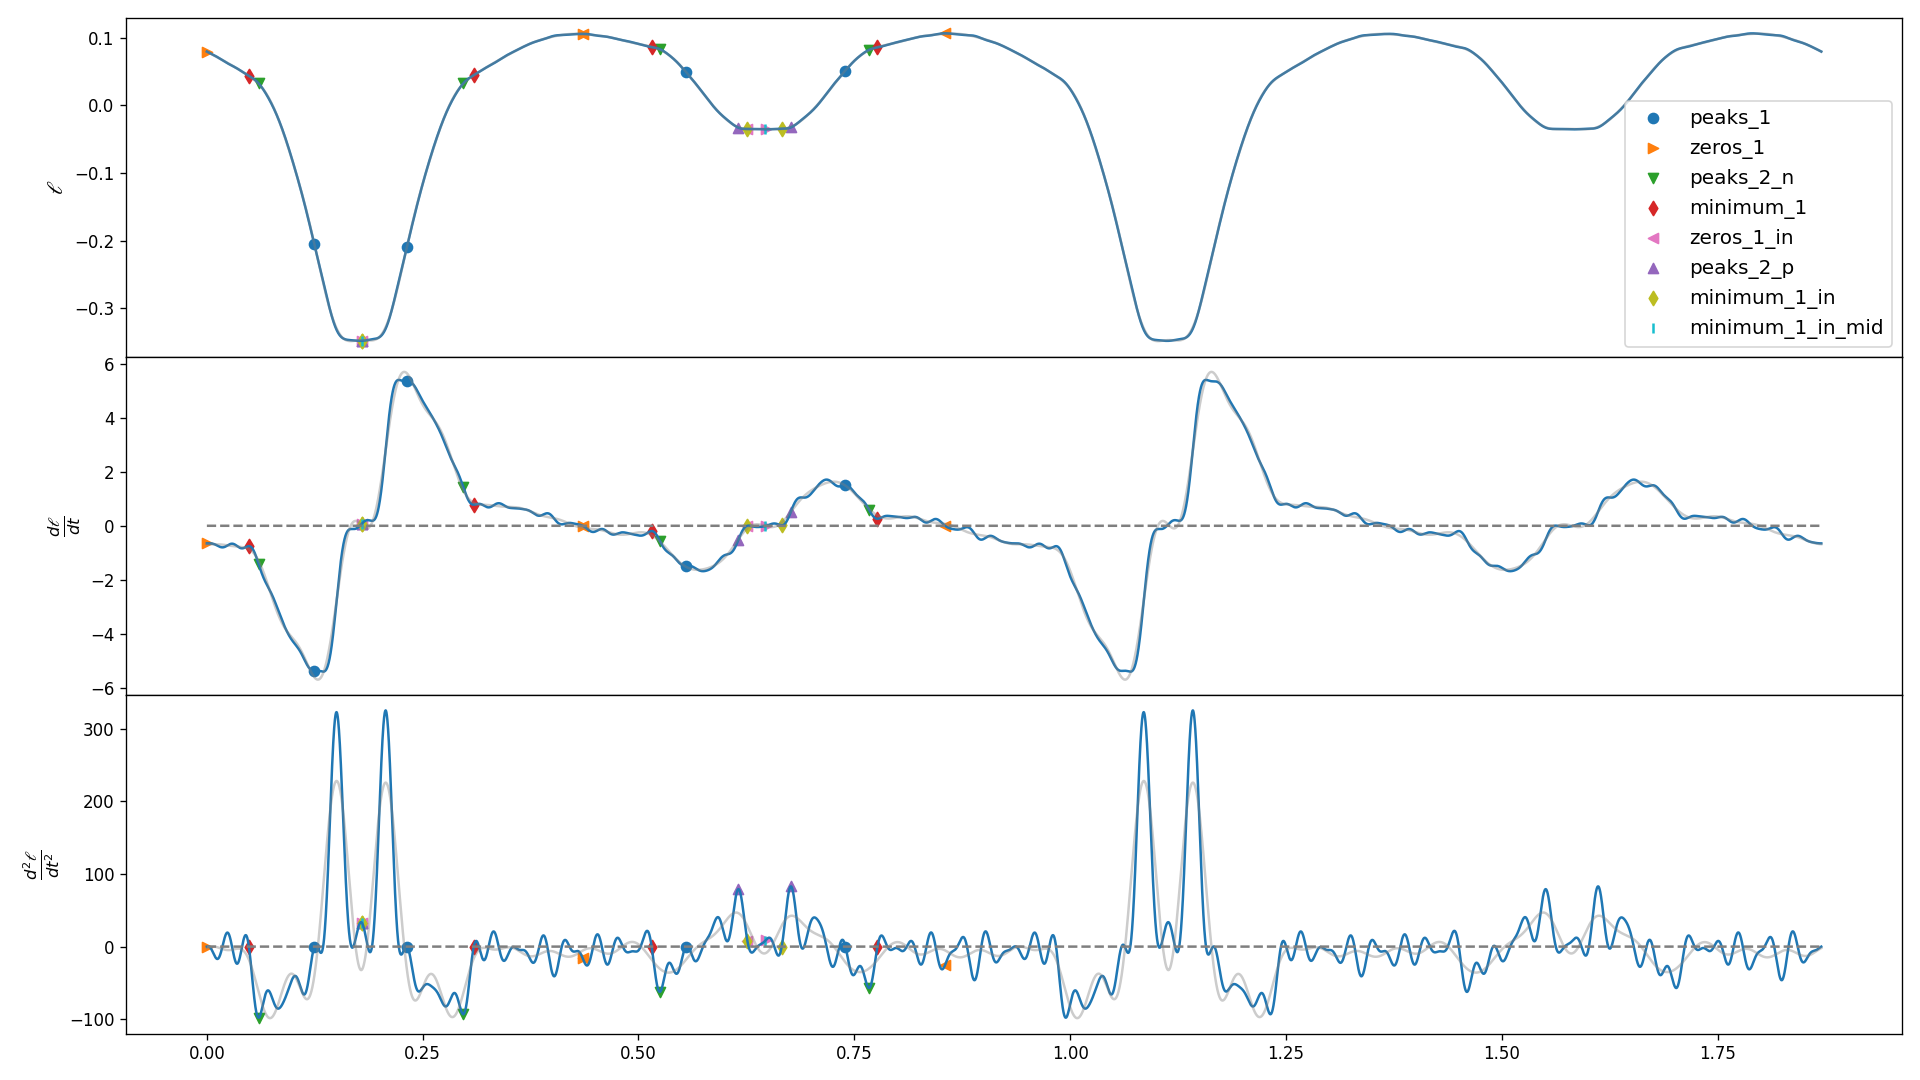 0.1
0.0
−0.1
−0.2
−0.3
ℓ
peaks_1
zeros_1
peaks_2_n
minimum_1
zeros_1_in
peaks_2_p
minimum_1_in
minimum_1_in_mid
6
4
2
0
−2
−4
−6
dℓ
dt
300
200
100
0
−100
d²ℓ
dt²
0.00 0.25 0.50 0.75 1.00 1.25 1.50 1.75